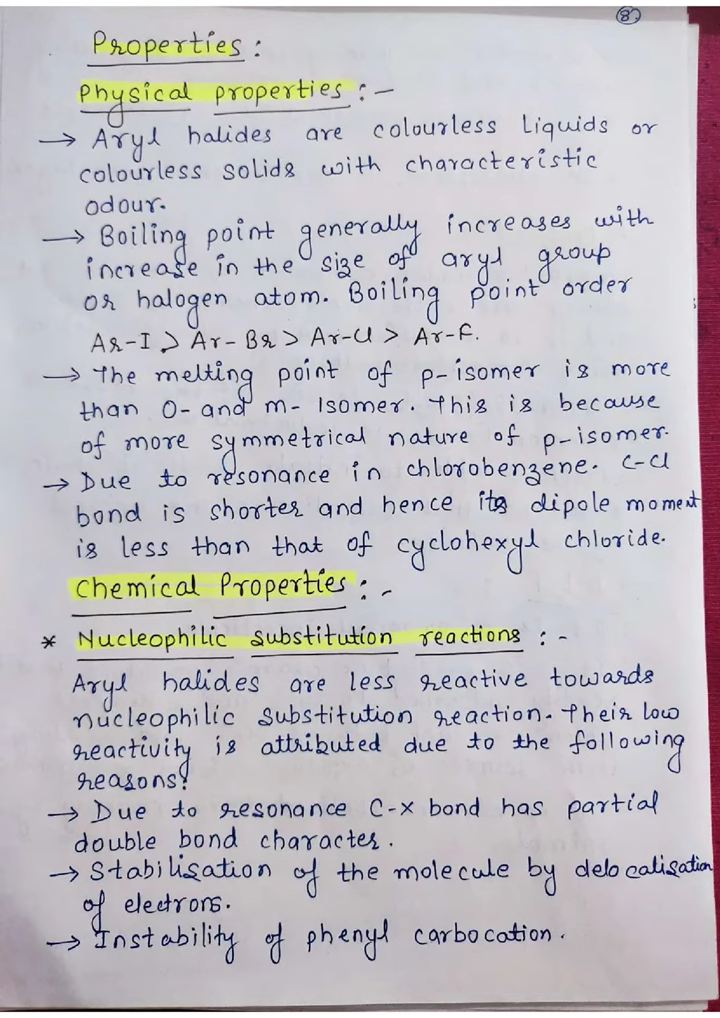 8
Properties :
Physical properties : -
→ Aryl halides are colourless liquids or
colourless solids with characteristic
odour.
→ Boiling point generally increases with
increase in the size of aryl group
or halogen atom. Boiling point order
Ar-I > Ar-Br > Ar-Cl > Ar-F.
→ The melting point of p-isomer is more
than O- and m- Isomer. This is because
of more symmetrical nature of p-isomer.
→ Due to resonance in chlorobenzene. C-Cl
bond is shorter and hence its dipole moment
is less than that of cyclohexyl chloride.
Chemical Properties : -
* Nucleophilic substitution reactions : -
Aryl halides are less reactive towards
nucleophilic substitution reaction. Their low
reactivity is attributed due to the following
reasons:
→ Due to resonance C-X bond has partial
double bond character.
→ Stabilisation of the molecule by delocalisation
of electrons.
→ Instability of phenyl carbocation.